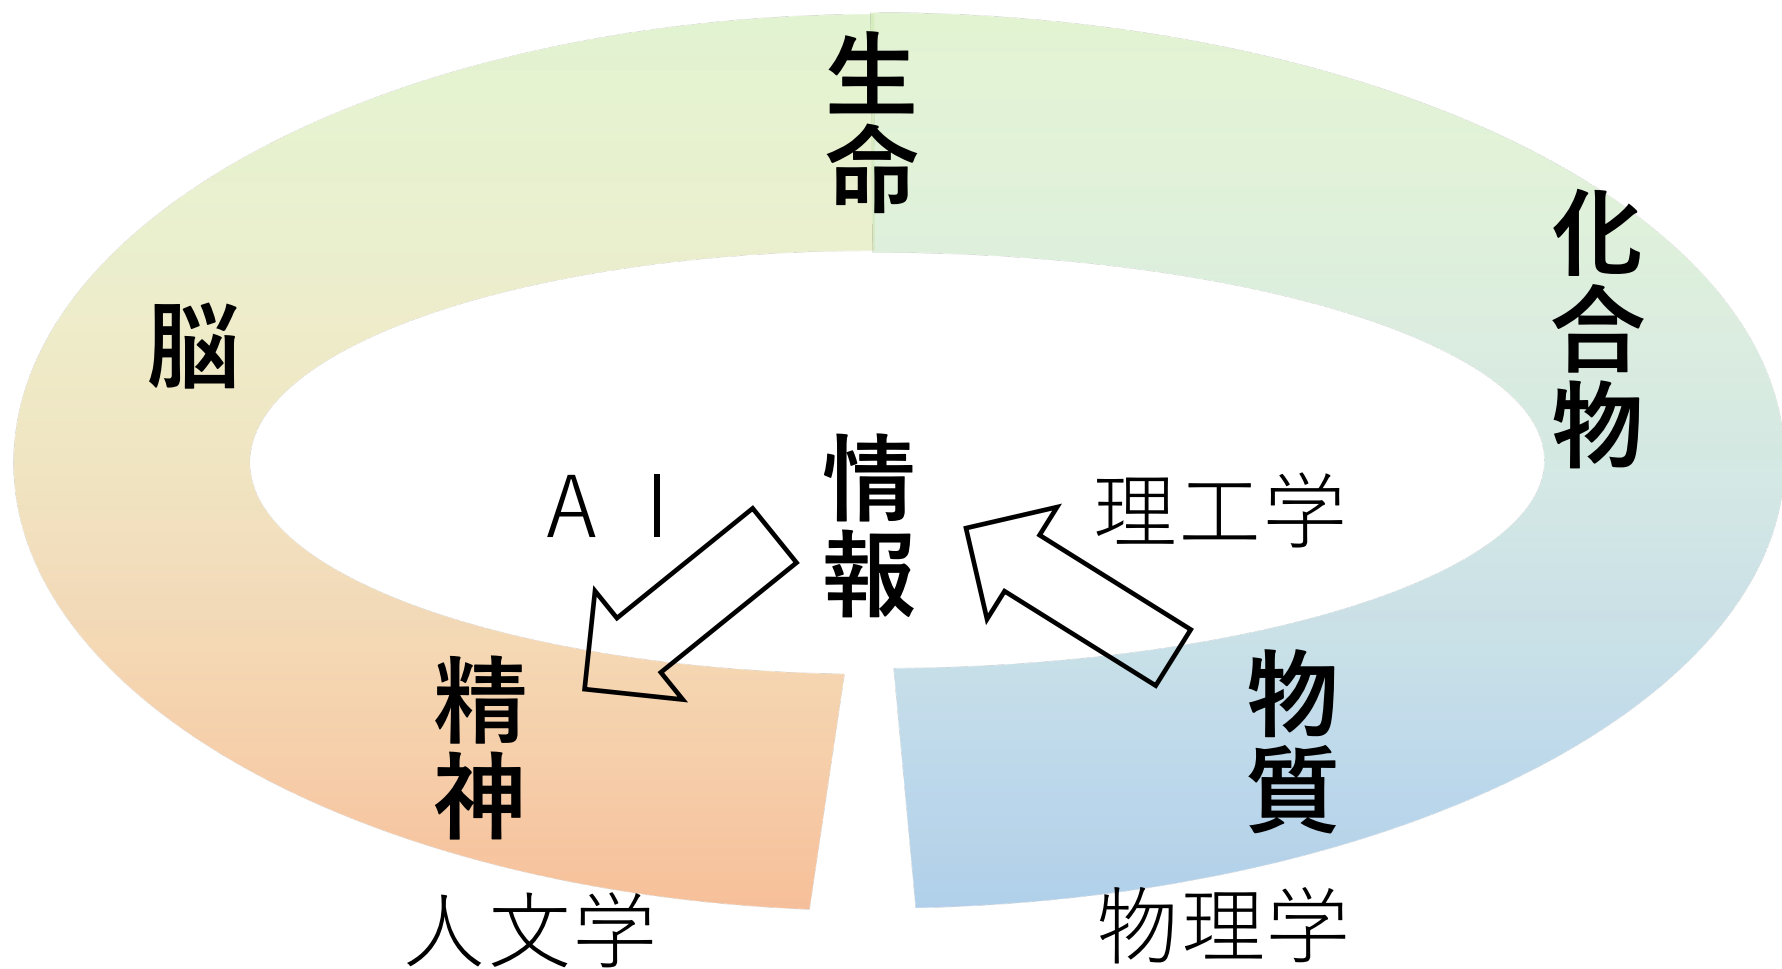 生命
化合物
脳
情報
ＡＩ
理工学
精神
物質
人文学
物理学